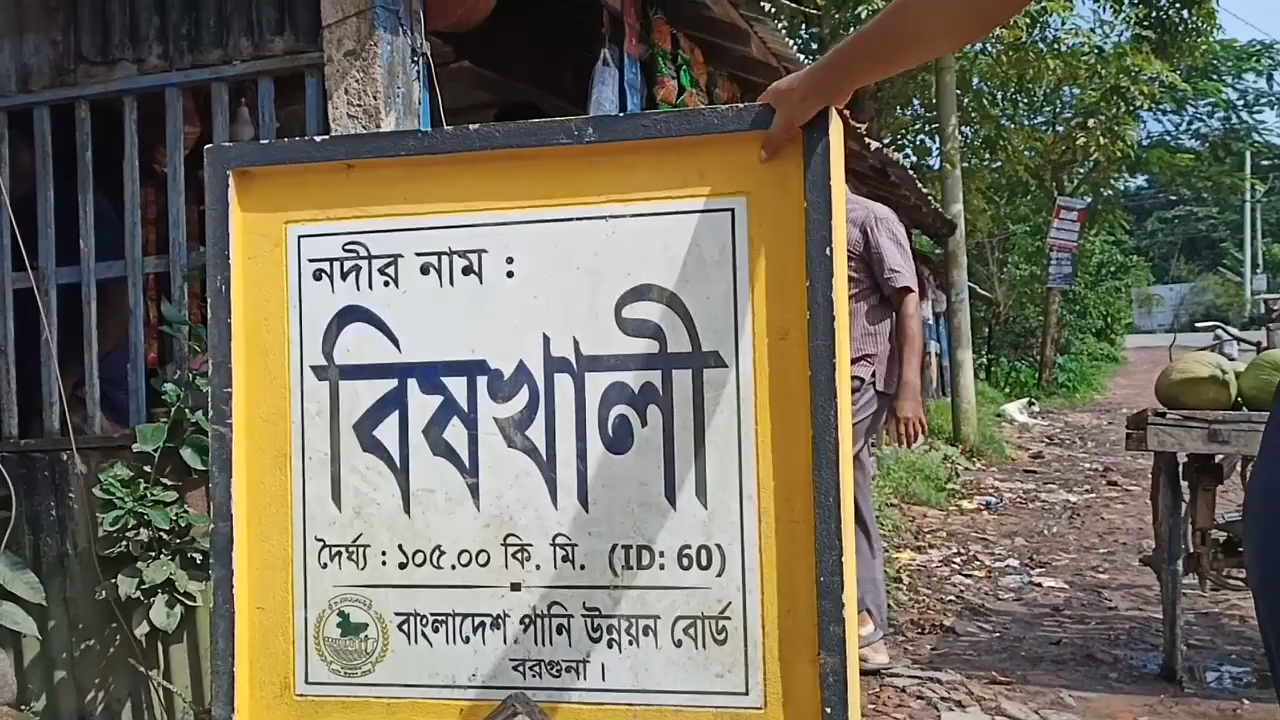 নদীর নাম :
বিষখালী
দৈর্ঘ্য : ১০৫.০০ কি. মি. (ID: 60)
বাংলাদেশ পানি উন্নয়ন বোর্ড
বরগুনা।